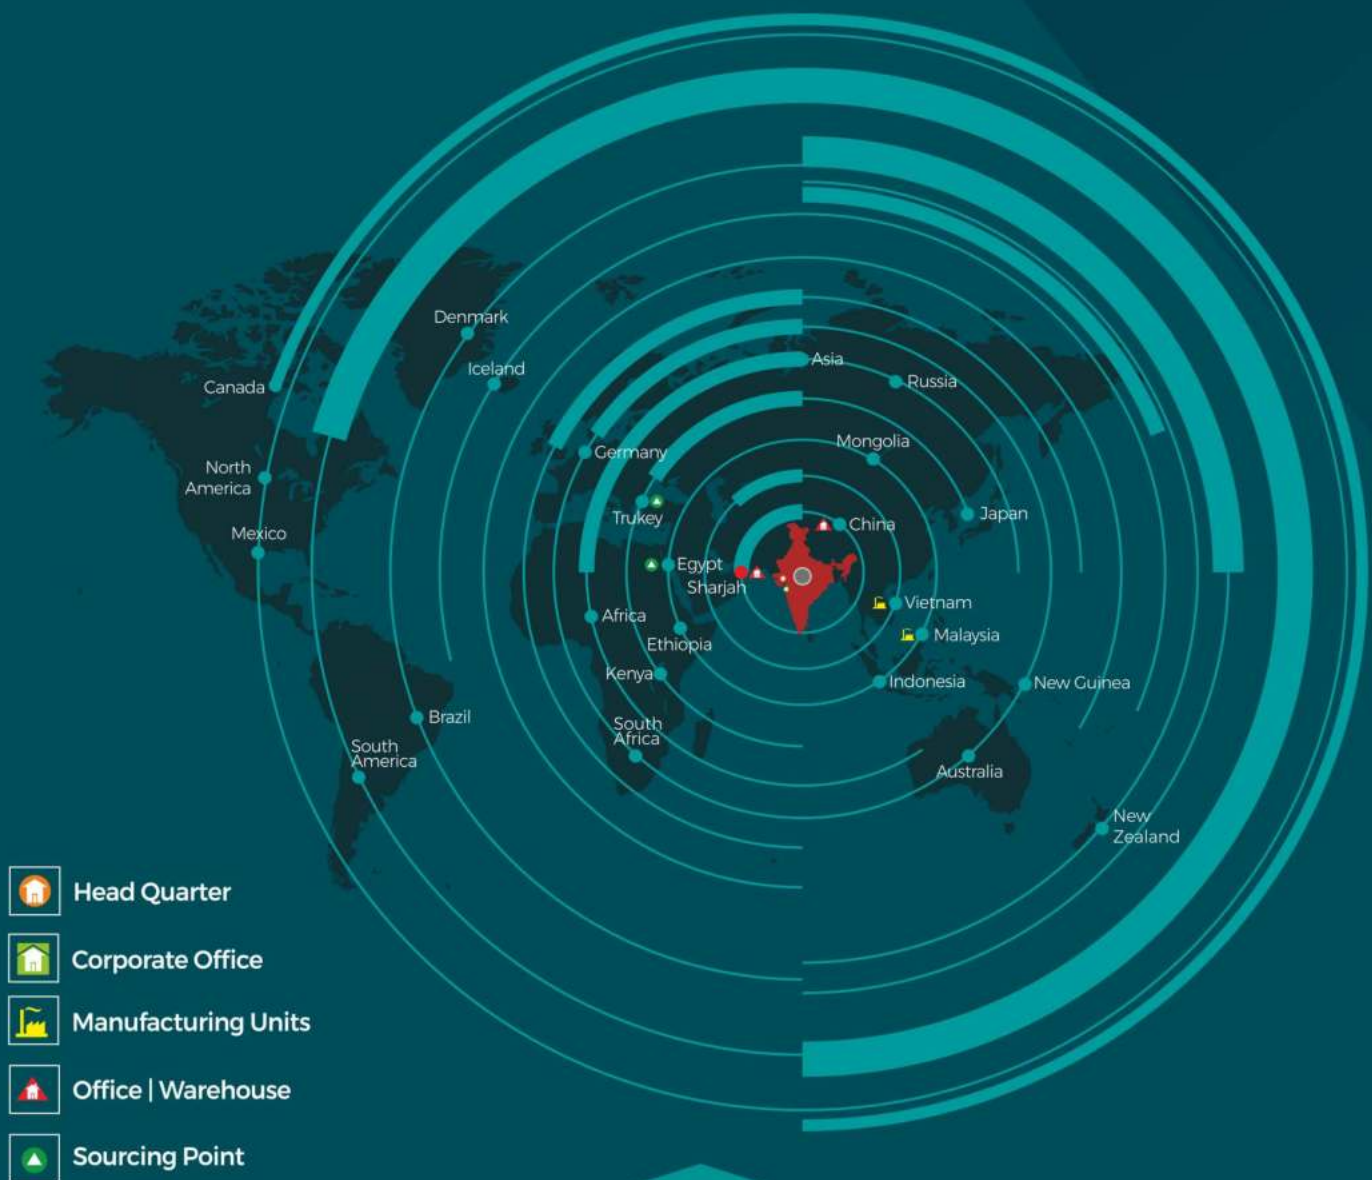 Denmark
Iceland
Canada
Asia
Russia
Mongolia
Germany
North
America
Trukey
Japan
China
Mexico
Egypt
Sharjah
Vietnam
Africa
Ethiopia
Malaysia
Kenya
Indonesia
New Guinea
Brazil
South
Africa
South
America
Australia
New
Zealand
Head Quarter
Corporate Office
Manufacturing Units
Office | Warehouse
Sourcing Point